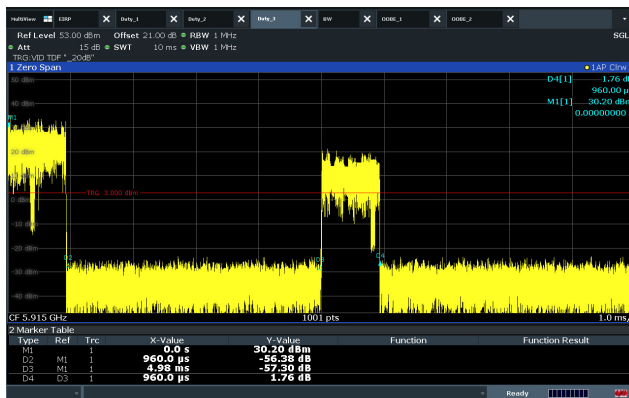 MultiView EIRP X Duty_1 X Duty_2 X Duty_3 X BW X OOBE_1 X OOBE_2 X
Ref Level 53.00 dBm Offset 21.00 dB RBW 1 MHz SGL
Att 15 dB SWT 10 ms VBW 1 MHz
TRG:VID TDF "_20dB"
1 Zero Span 1AP Clrw
50 dBm D4[1] 1.76 dB
960.00 µs
40 dBm M1[1] 30.20 dBm
0.00000000
M1
20 dBm
TRG 3.000 dBm
0 dBm
-10 dBm
-20 dBm
D2 D3 D4
-30 dBm
-40 dBm
CF 5.915 GHz 1001 pts 1.0 ms/
2 Marker Table
Type Ref Trc X-Value Y-Value Function Function Result
M1 1 0.0 s 30.20 dBm
D2 M1 1 960.0 µs -56.38 dB
D3 M1 1 4.98 ms -57.30 dB
D4 D3 1 960.0 µs 1.76 dB
Ready